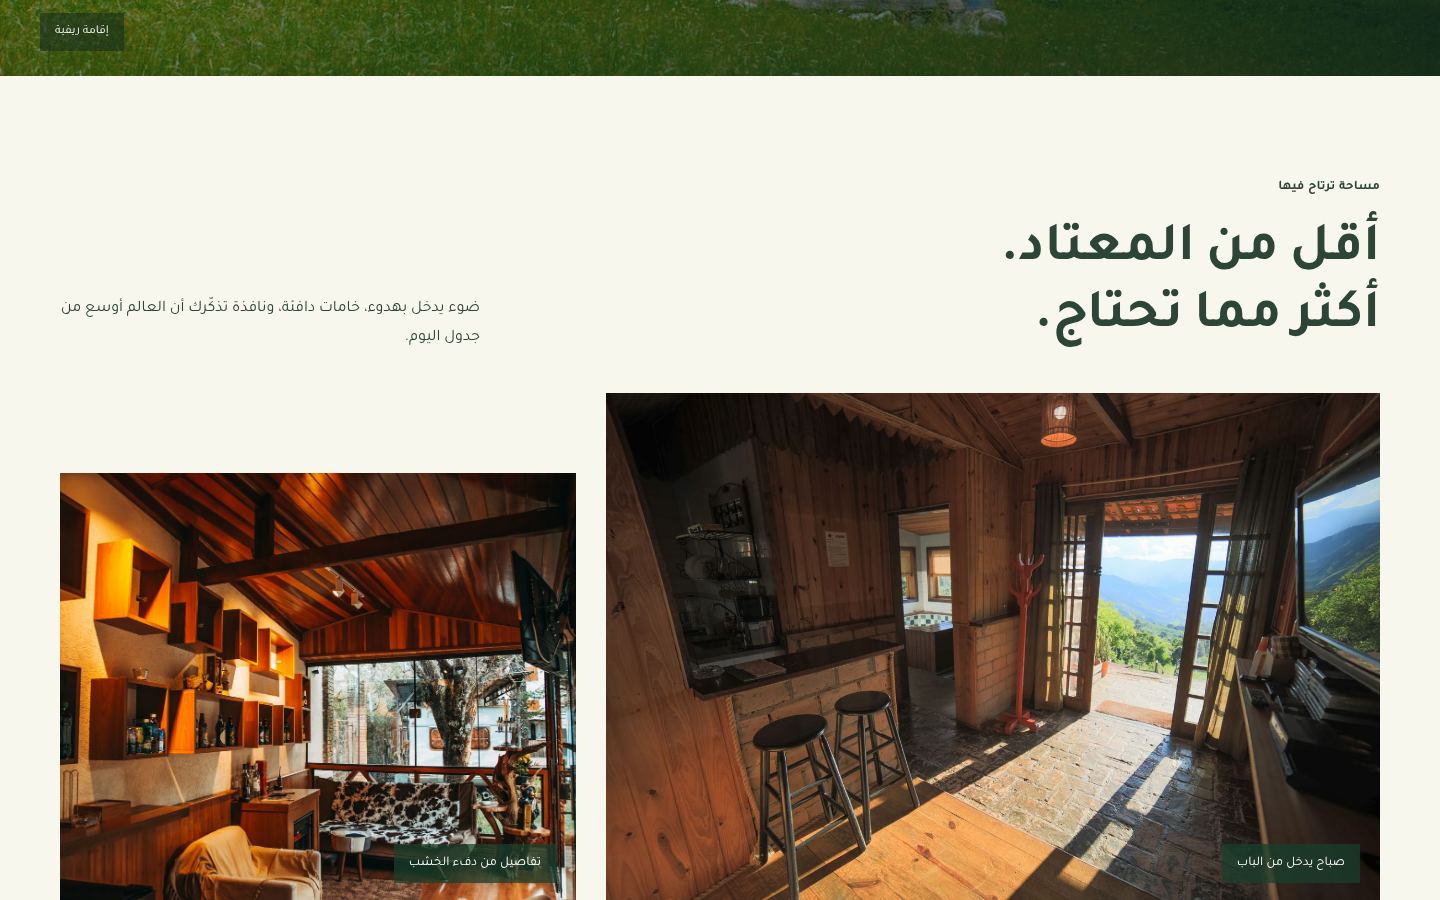 إقامة ريفية
مساحة ترتاح فيها
أقل من المعتاد.
أكثر مما تحتاج.
ضوء يدخل بهدوء، خامات دافئة، ونافذة تذكّرك أن العالم أوسع من
جدول اليوم.
صباح يدخل من الباب
تفاصيل من دفء الخشب